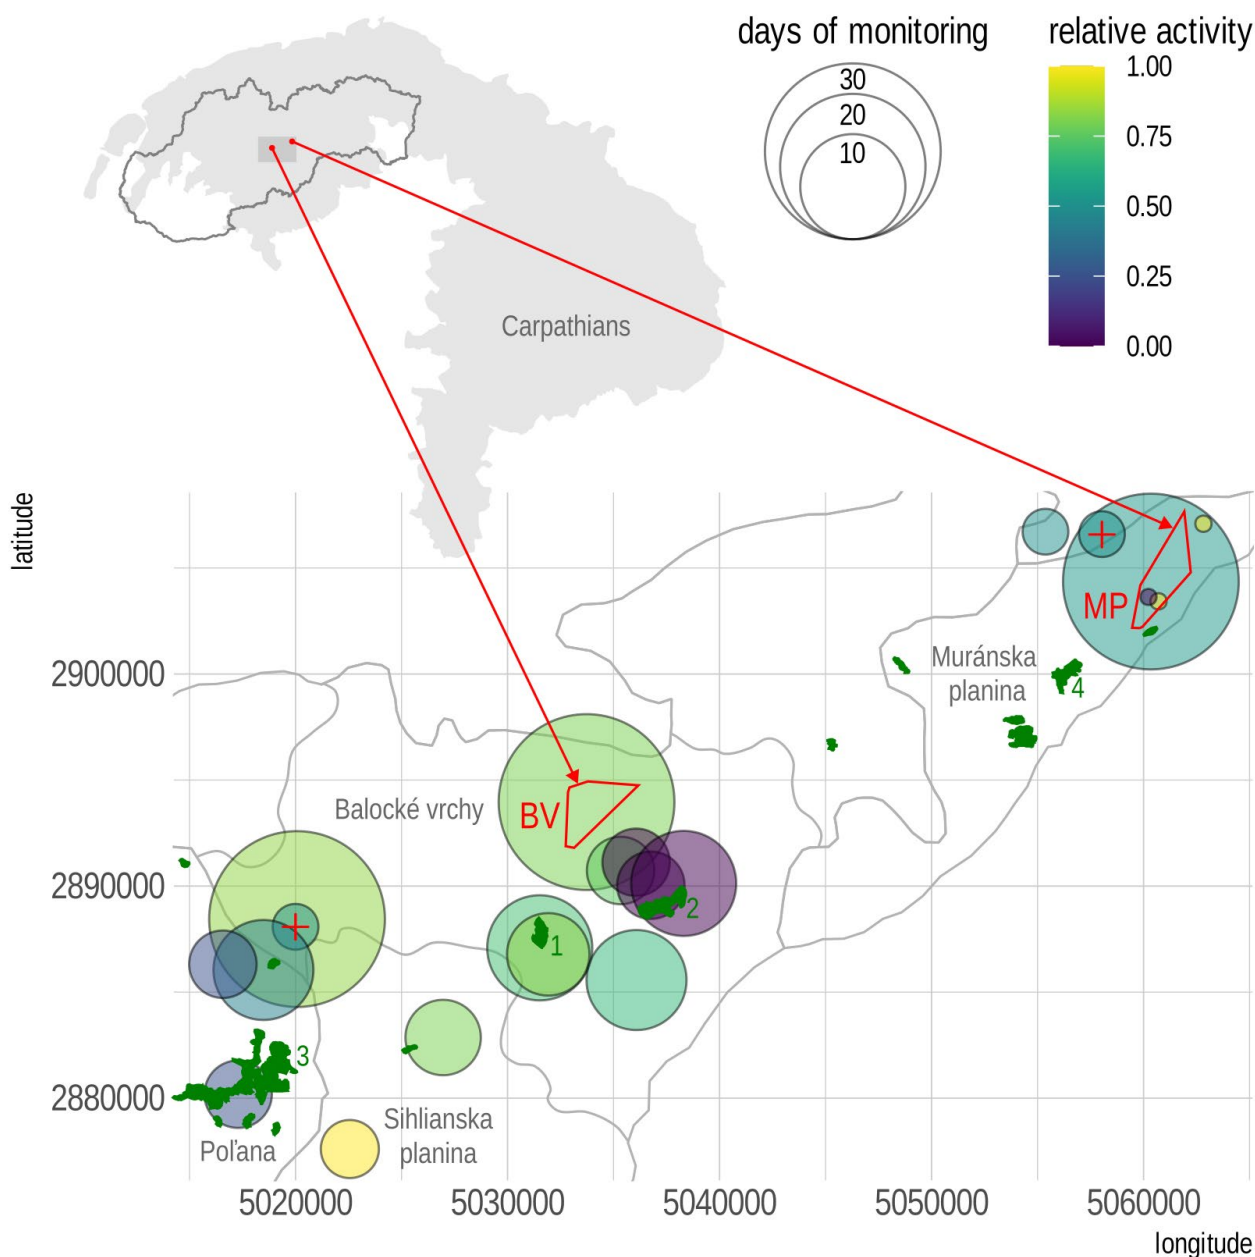 days of monitoring
30
20
10
relative activity
1.00
0.75
0.50
0.25
0.00
Carpathians
latitude
MP
Muránska
planina
4
2900000
BV
Balocké vrchy
2
1
2890000
3
2880000
Poľana
Sihlianska
planina
5020000 5030000 5040000 5050000 5060000
longitude